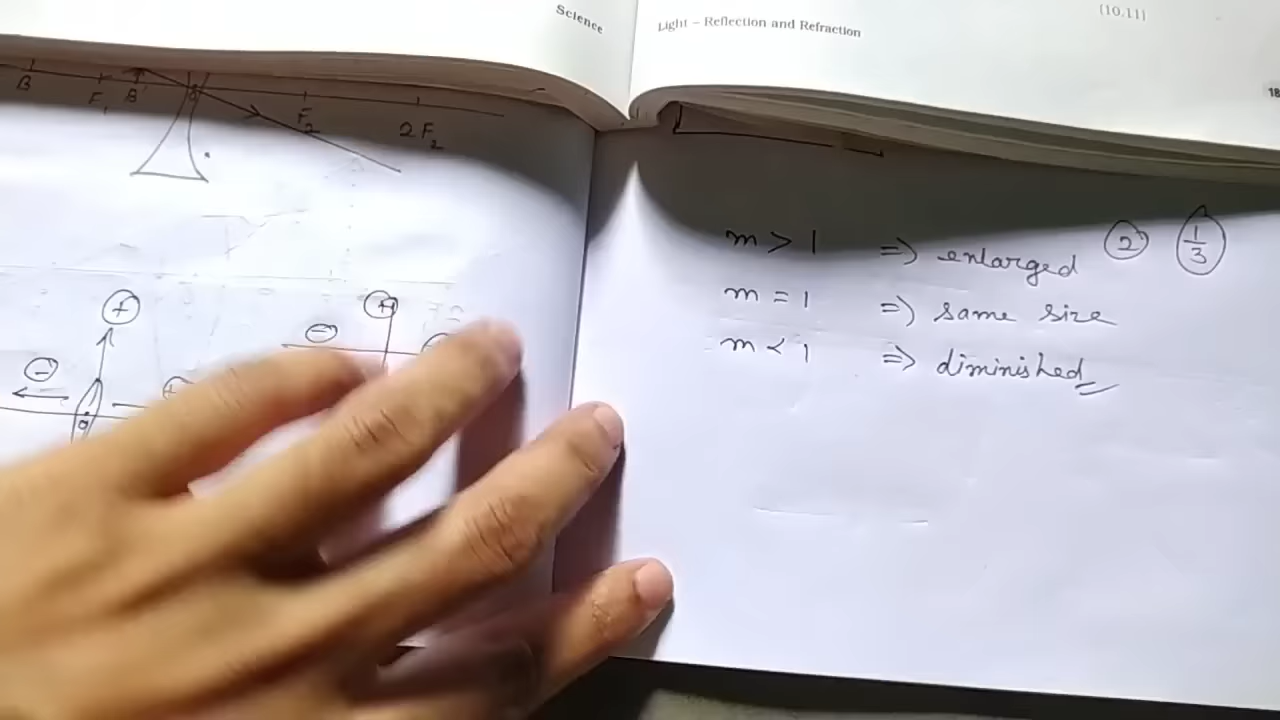 Science
Light – Reflection and Refraction
(10.11)
18
B F₁ B' O F₂ 2F₂
m > 1 ⇒ enlarged 2 1/3
m = 1 ⇒ same size
m < 1 ⇒ diminished
+
−
+
−